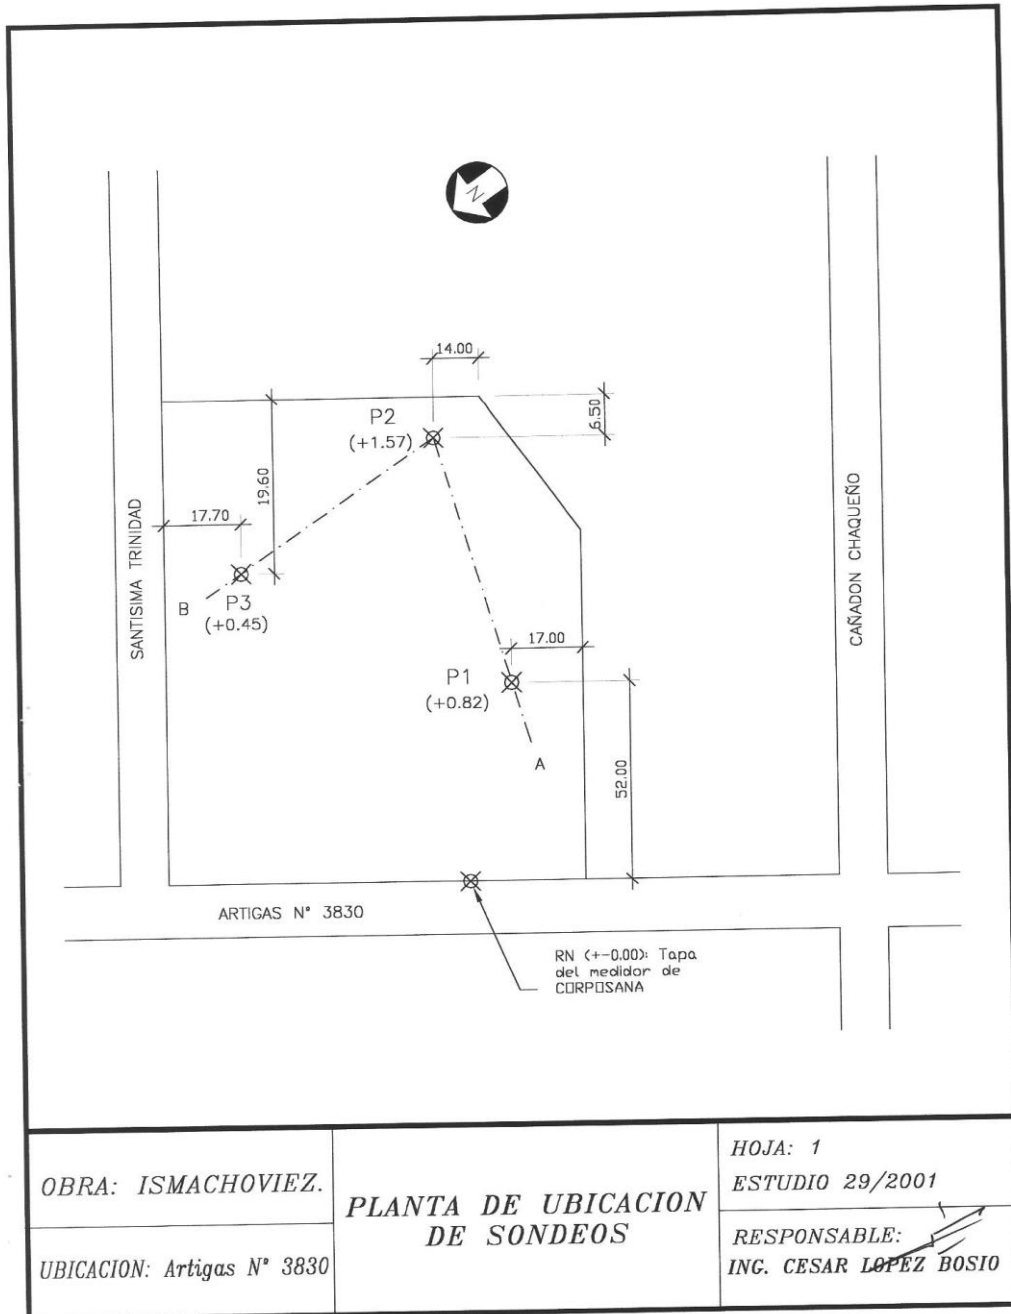 N
14.00
P2
(+1.57)
6.50
19.60
17.70
SANTISIMA TRINIDAD
CAÑADON CHAQUEÑO
B
P3
(+0.45)
17.00
P1
(+0.82)
A
52.00
ARTIGAS N° 3830
RN (+-0.00): Tapa
del medidor de
CORPOSANA
OBRA: ISMACHOVIEZ.
UBICACION: Artigas N° 3830
PLANTA DE UBICACION
DE SONDEOS
HOJA: 1
ESTUDIO 29/2001
RESPONSABLE:
ING. CESAR LOPEZ BOSIO